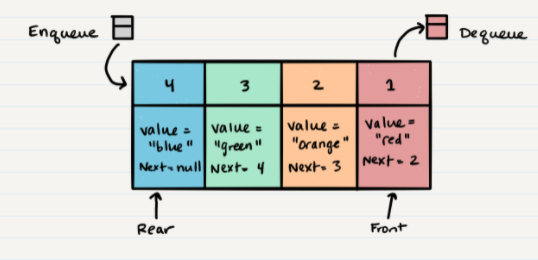 Enqueue
Dequeue
4 3 2 1
value = "blue" Next = null
value = "green" Next = 4
value = "orange" Next = 3
value = "red" Next = 2
Rear
Front